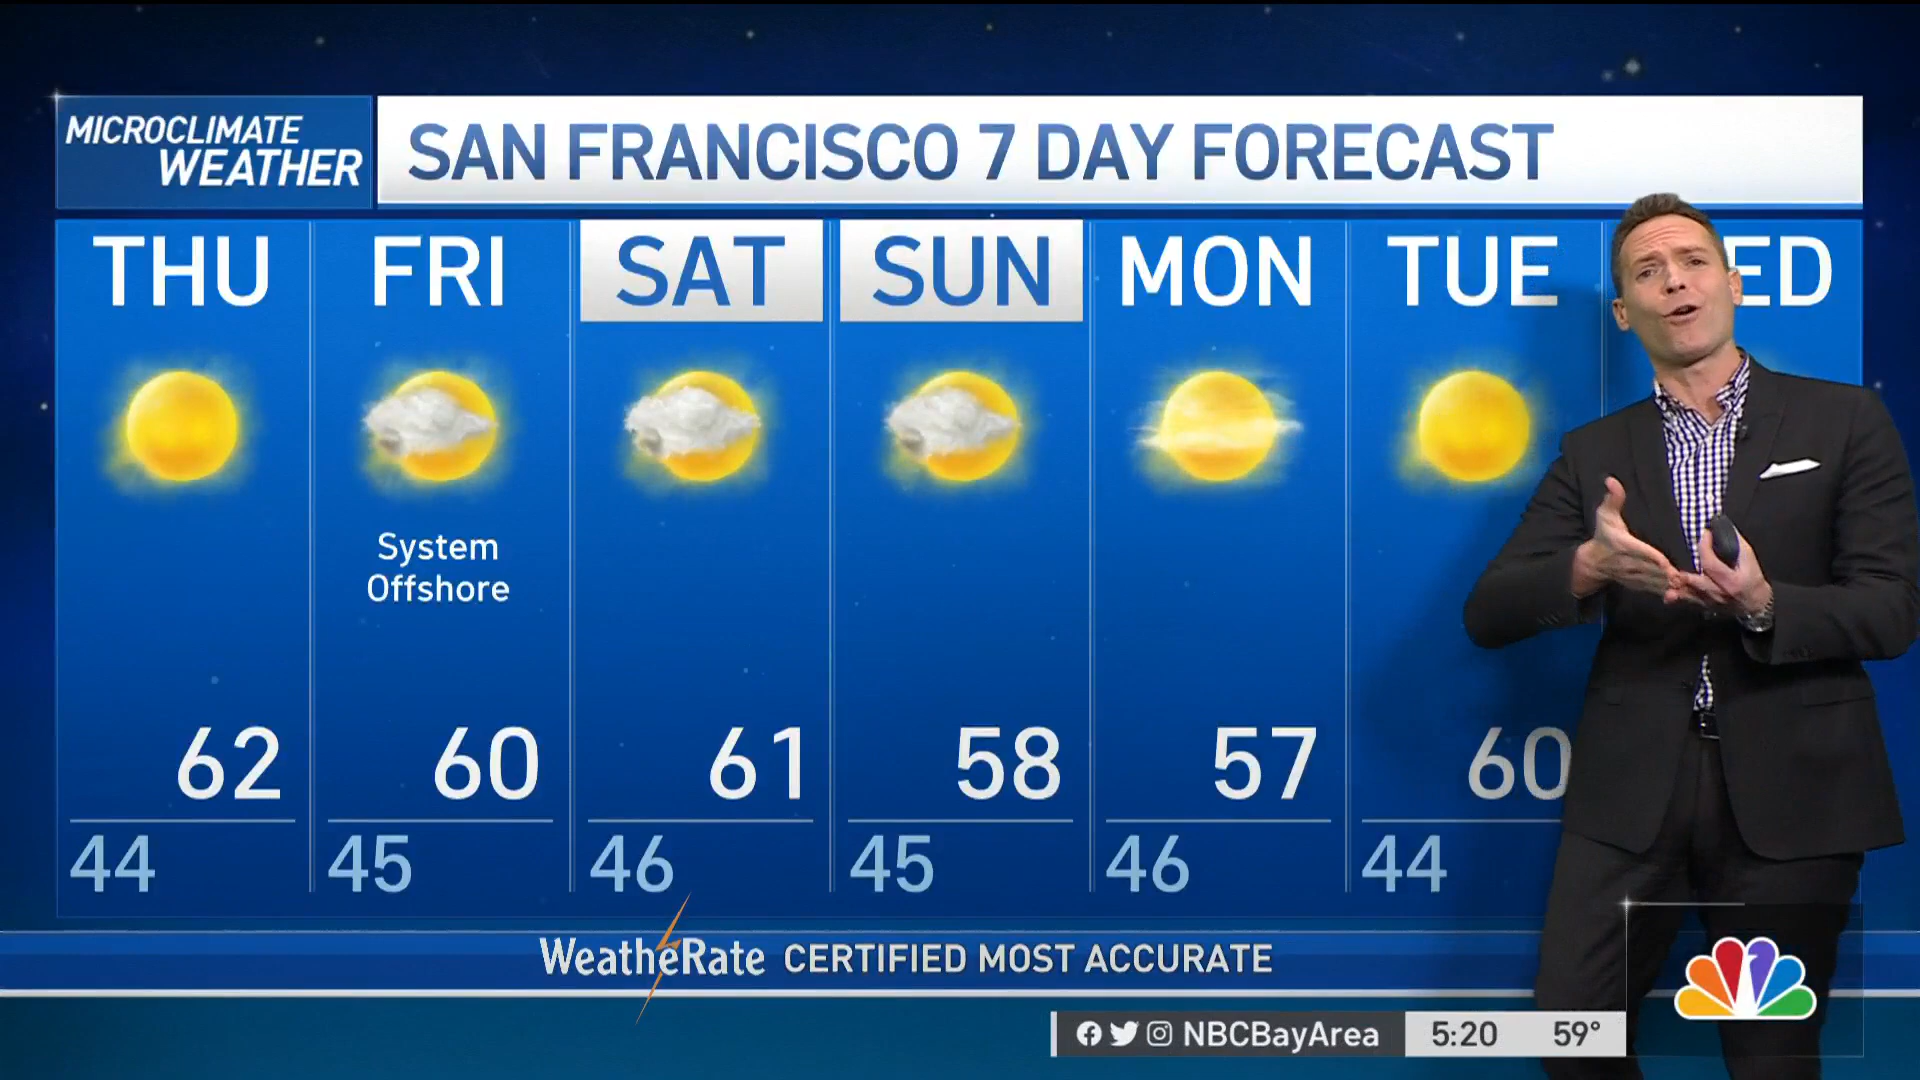 MICROCLIMATE
WEATHER
SAN FRANCISCO 7 DAY FORECAST
THU FRI SAT SUN MON TUE ED
System
Offshore
62 60 61 58 57 60
44 45 46 45 46 44
WeatheRate CERTIFIED MOST ACCURATE
NBCBayArea 5:20 59°